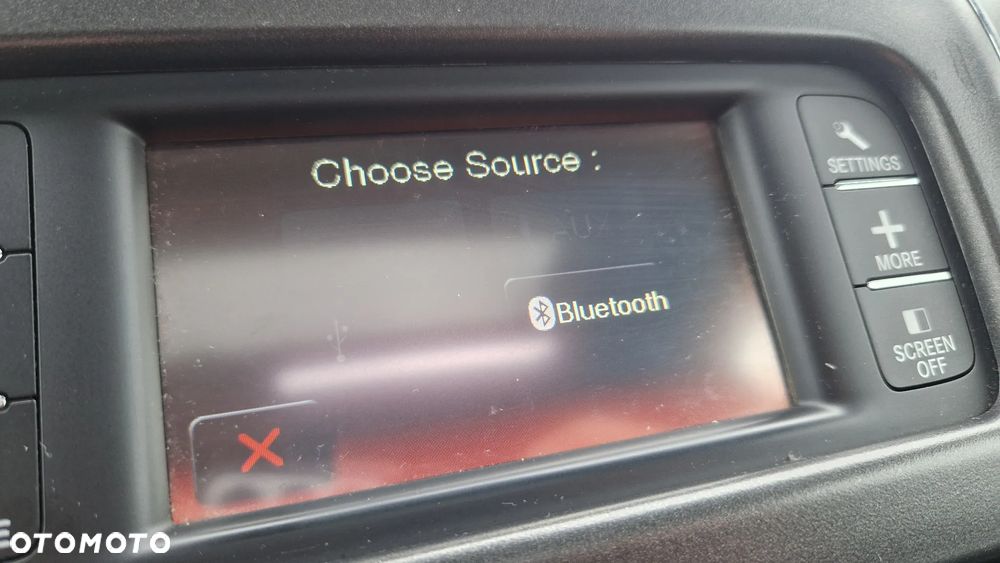 Choose Source :
Bluetooth
SETTINGS
MORE
SCREEN
OFF
OTOMOTO